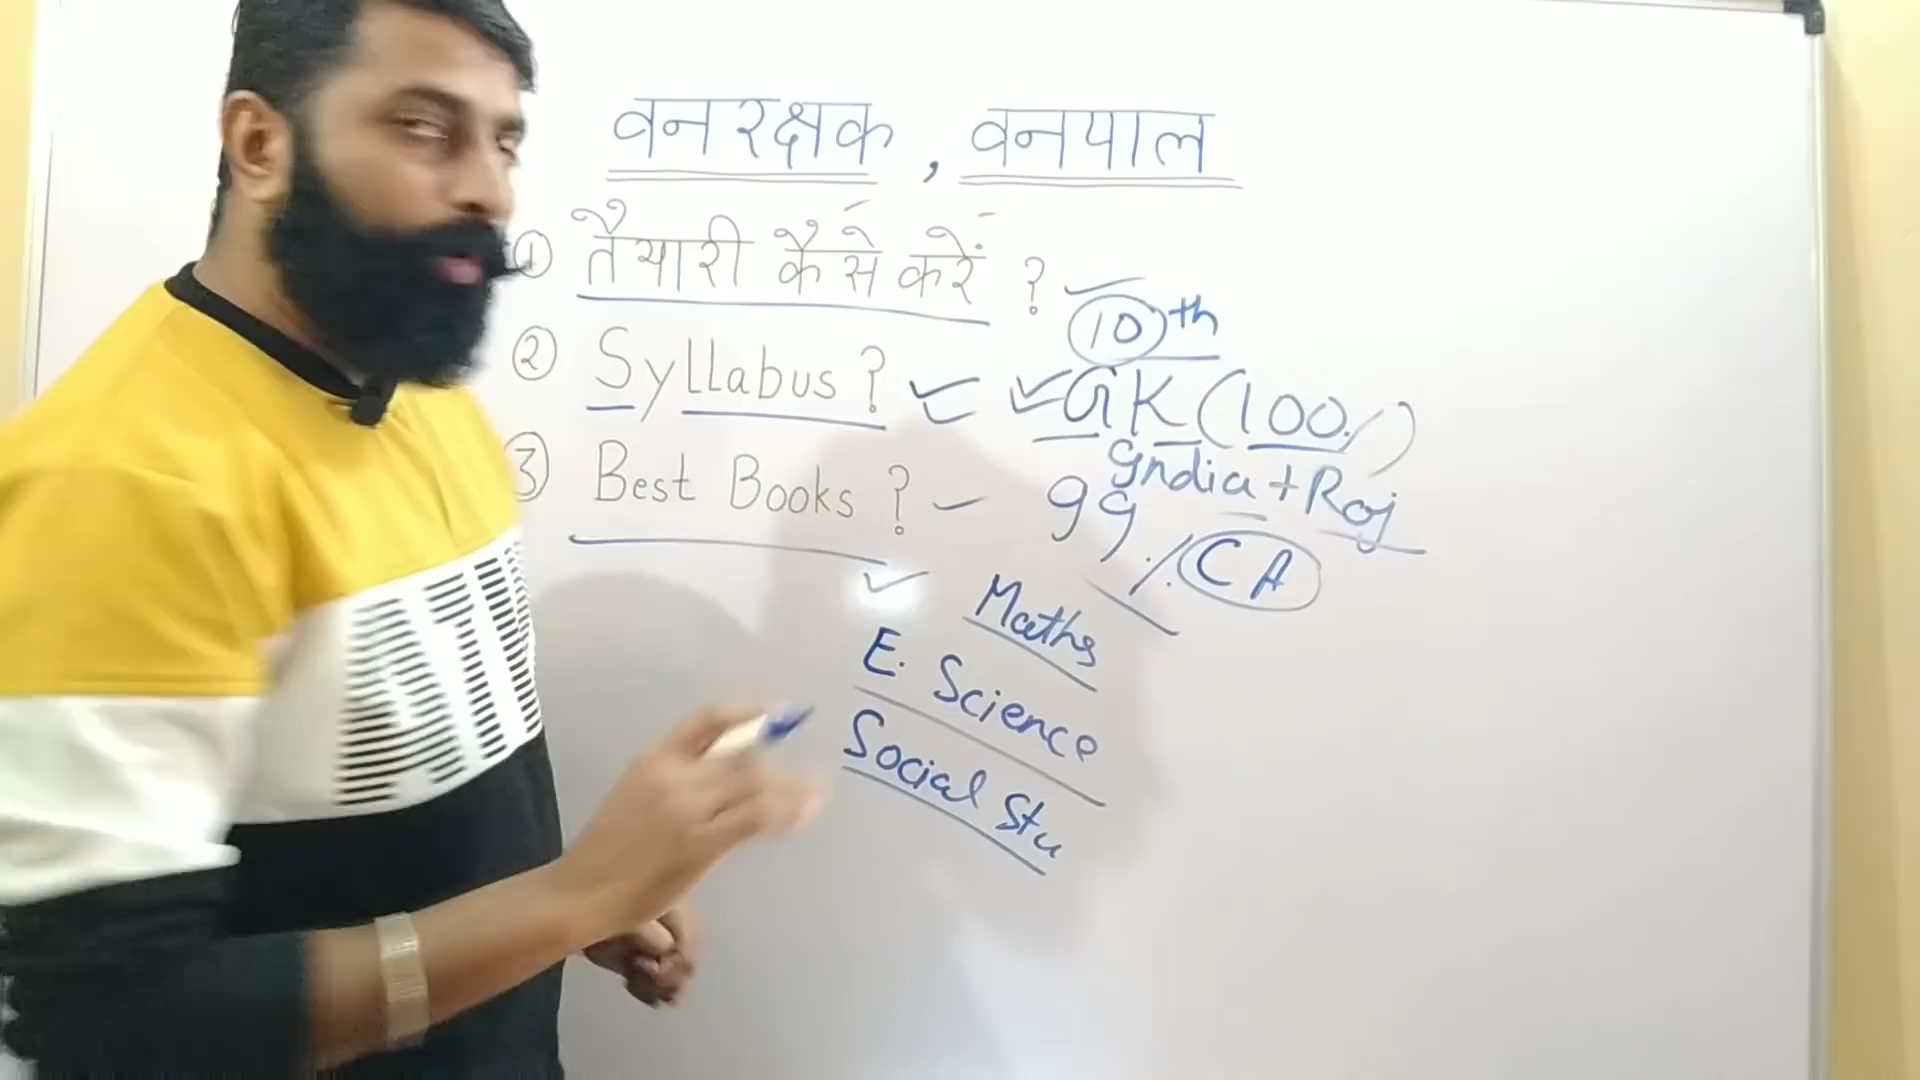 वनरक्षक , वनपाल
① तैयारी कैसे करें ?
10th
② Syllabus ? GK (100%)
India + Raj
③ Best Books ? - 99% CA
Maths
E. Science
Social Stu